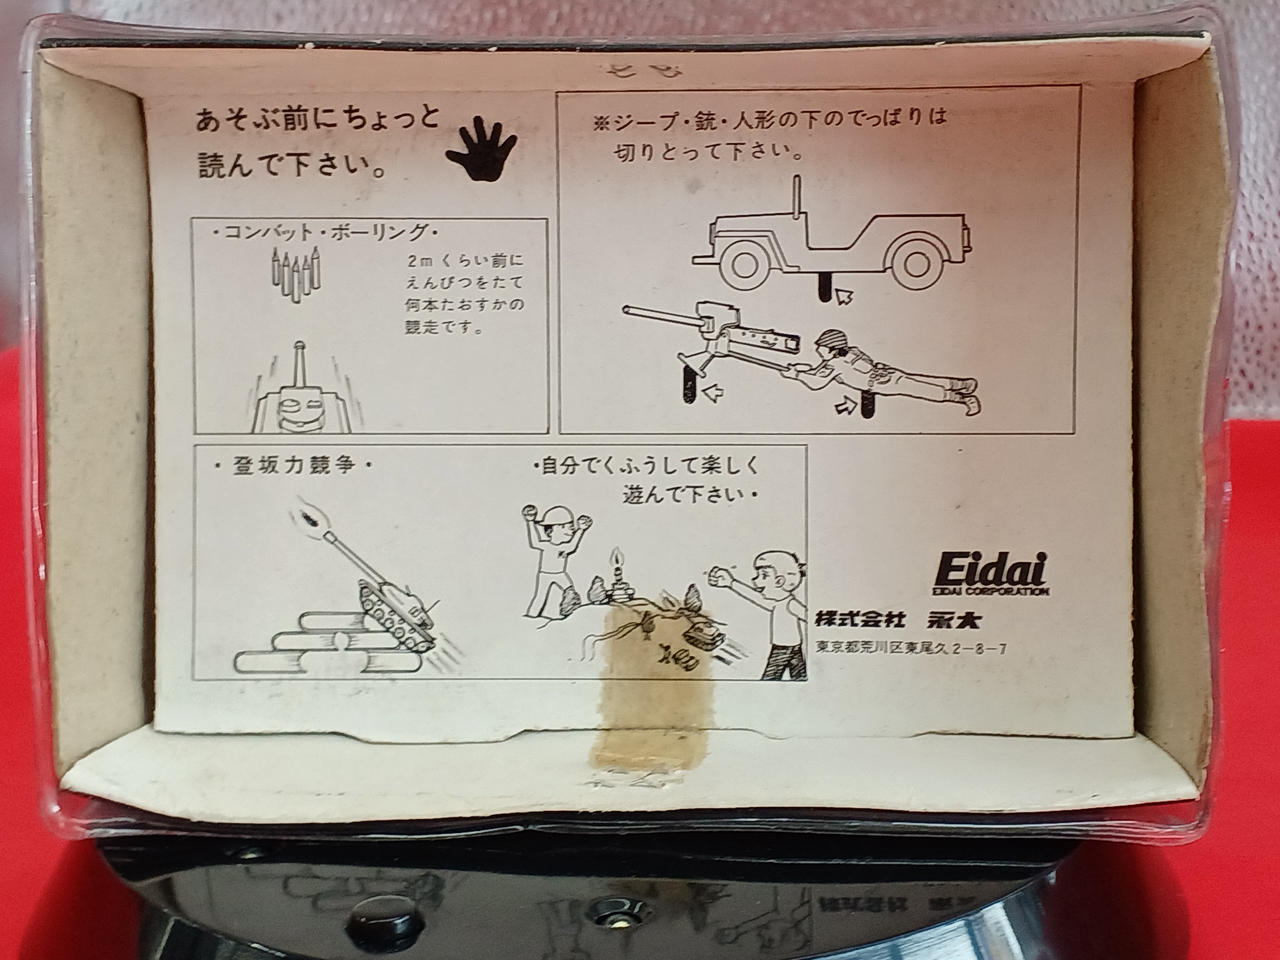 あそぶ前にちょっと
読んで下さい。
・コンバット・ボーリング・
2mくらい前に
えんぴつをたて
何本たおすかの
競走です。
※ジープ・銃・人形の下のでっぱりは
切りとって下さい。
・登坂力競争・
・自分でくふうして楽しく
遊んで下さい・
Eidai
EIDAI CORPORATION
株式会社 永大
東京都荒川区東尾久2-8-7